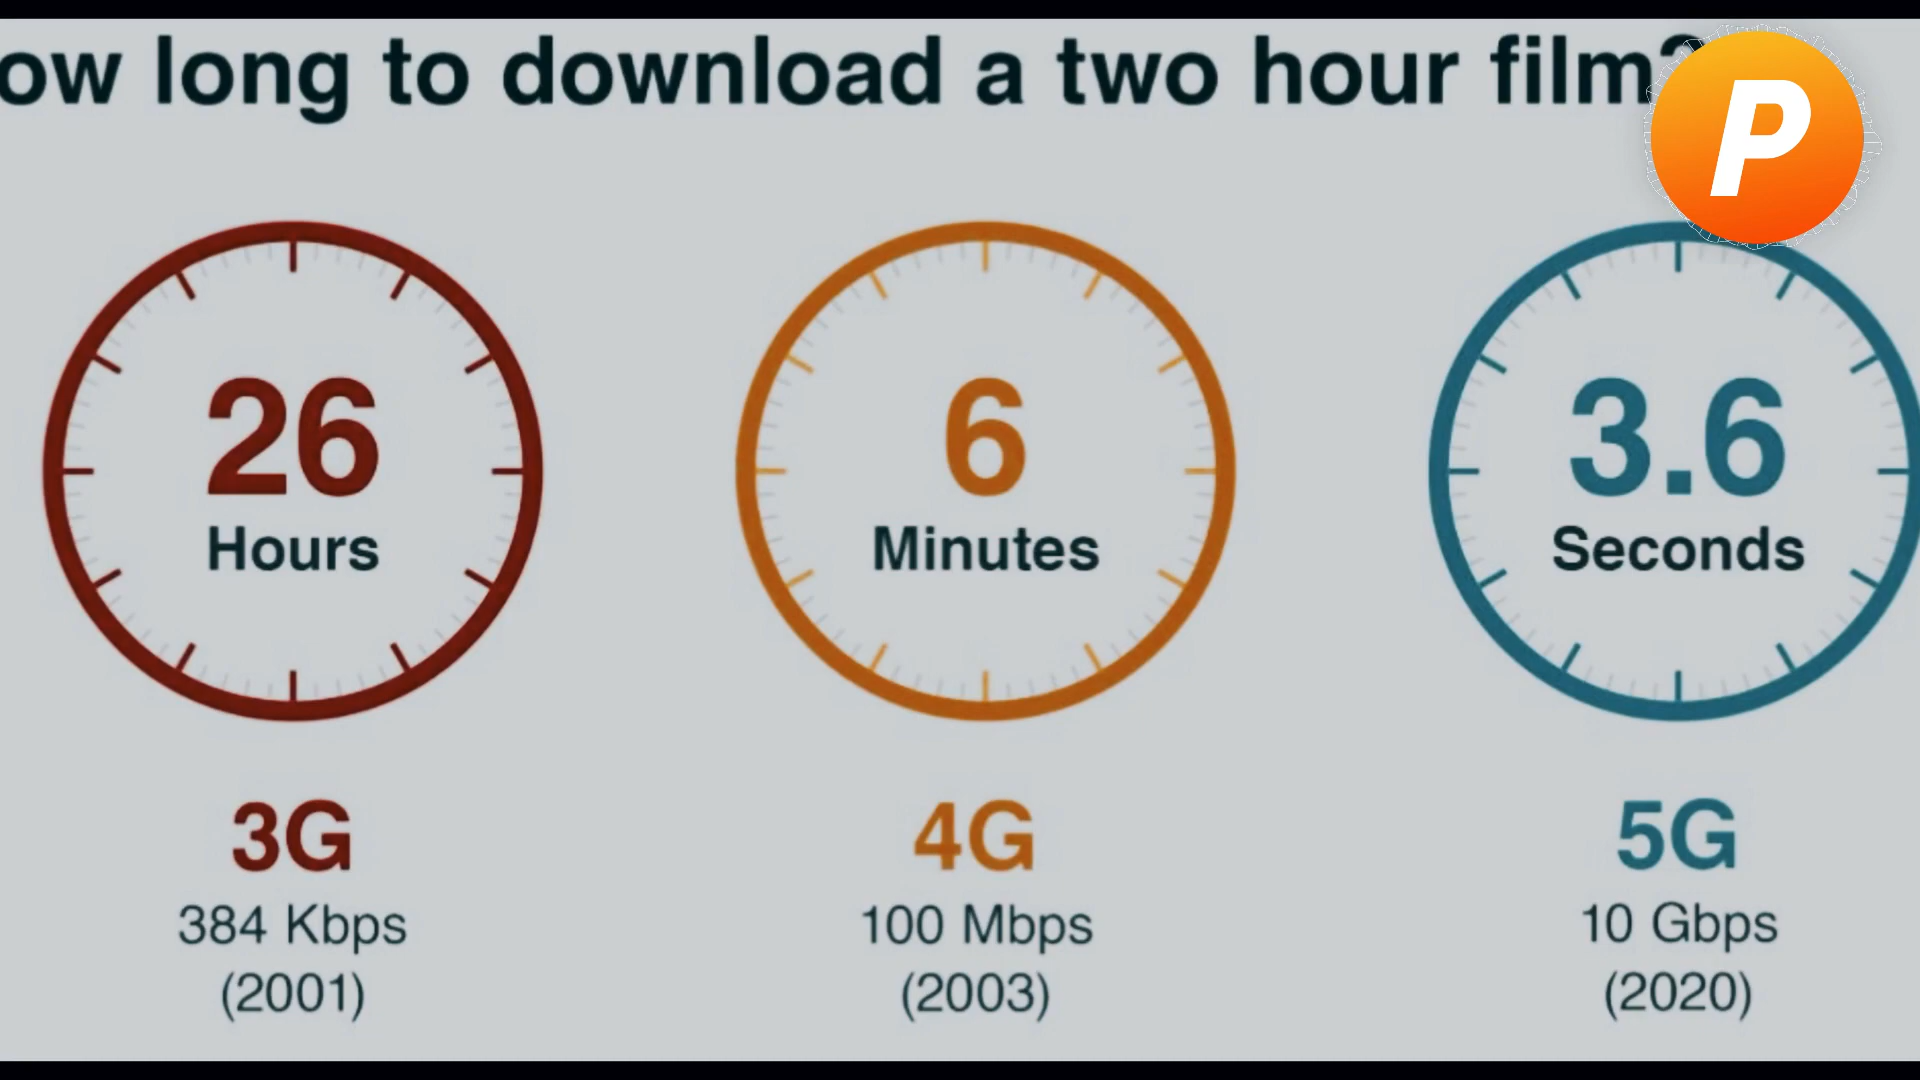 ow long to download a two hour film?
P
26
Hours
6
Minutes
3.6
Seconds
3G
384 Kbps
(2001)
4G
100 Mbps
(2003)
5G
10 Gbps
(2020)